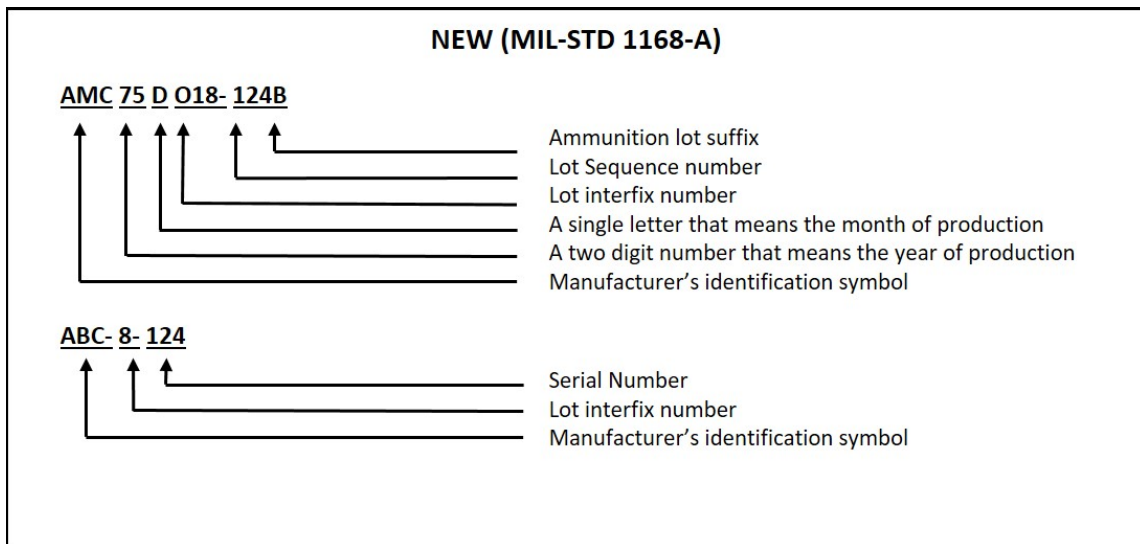 NEW (MIL-STD 1168-A)
AMC 75 D O18- 124B
Ammunition lot suffix
Lot Sequence number
Lot interfix number
A single letter that means the month of production
A two digit number that means the year of production
Manufacturer’s identification symbol
ABC- 8- 124
Serial Number
Lot interfix number
Manufacturer’s identification symbol